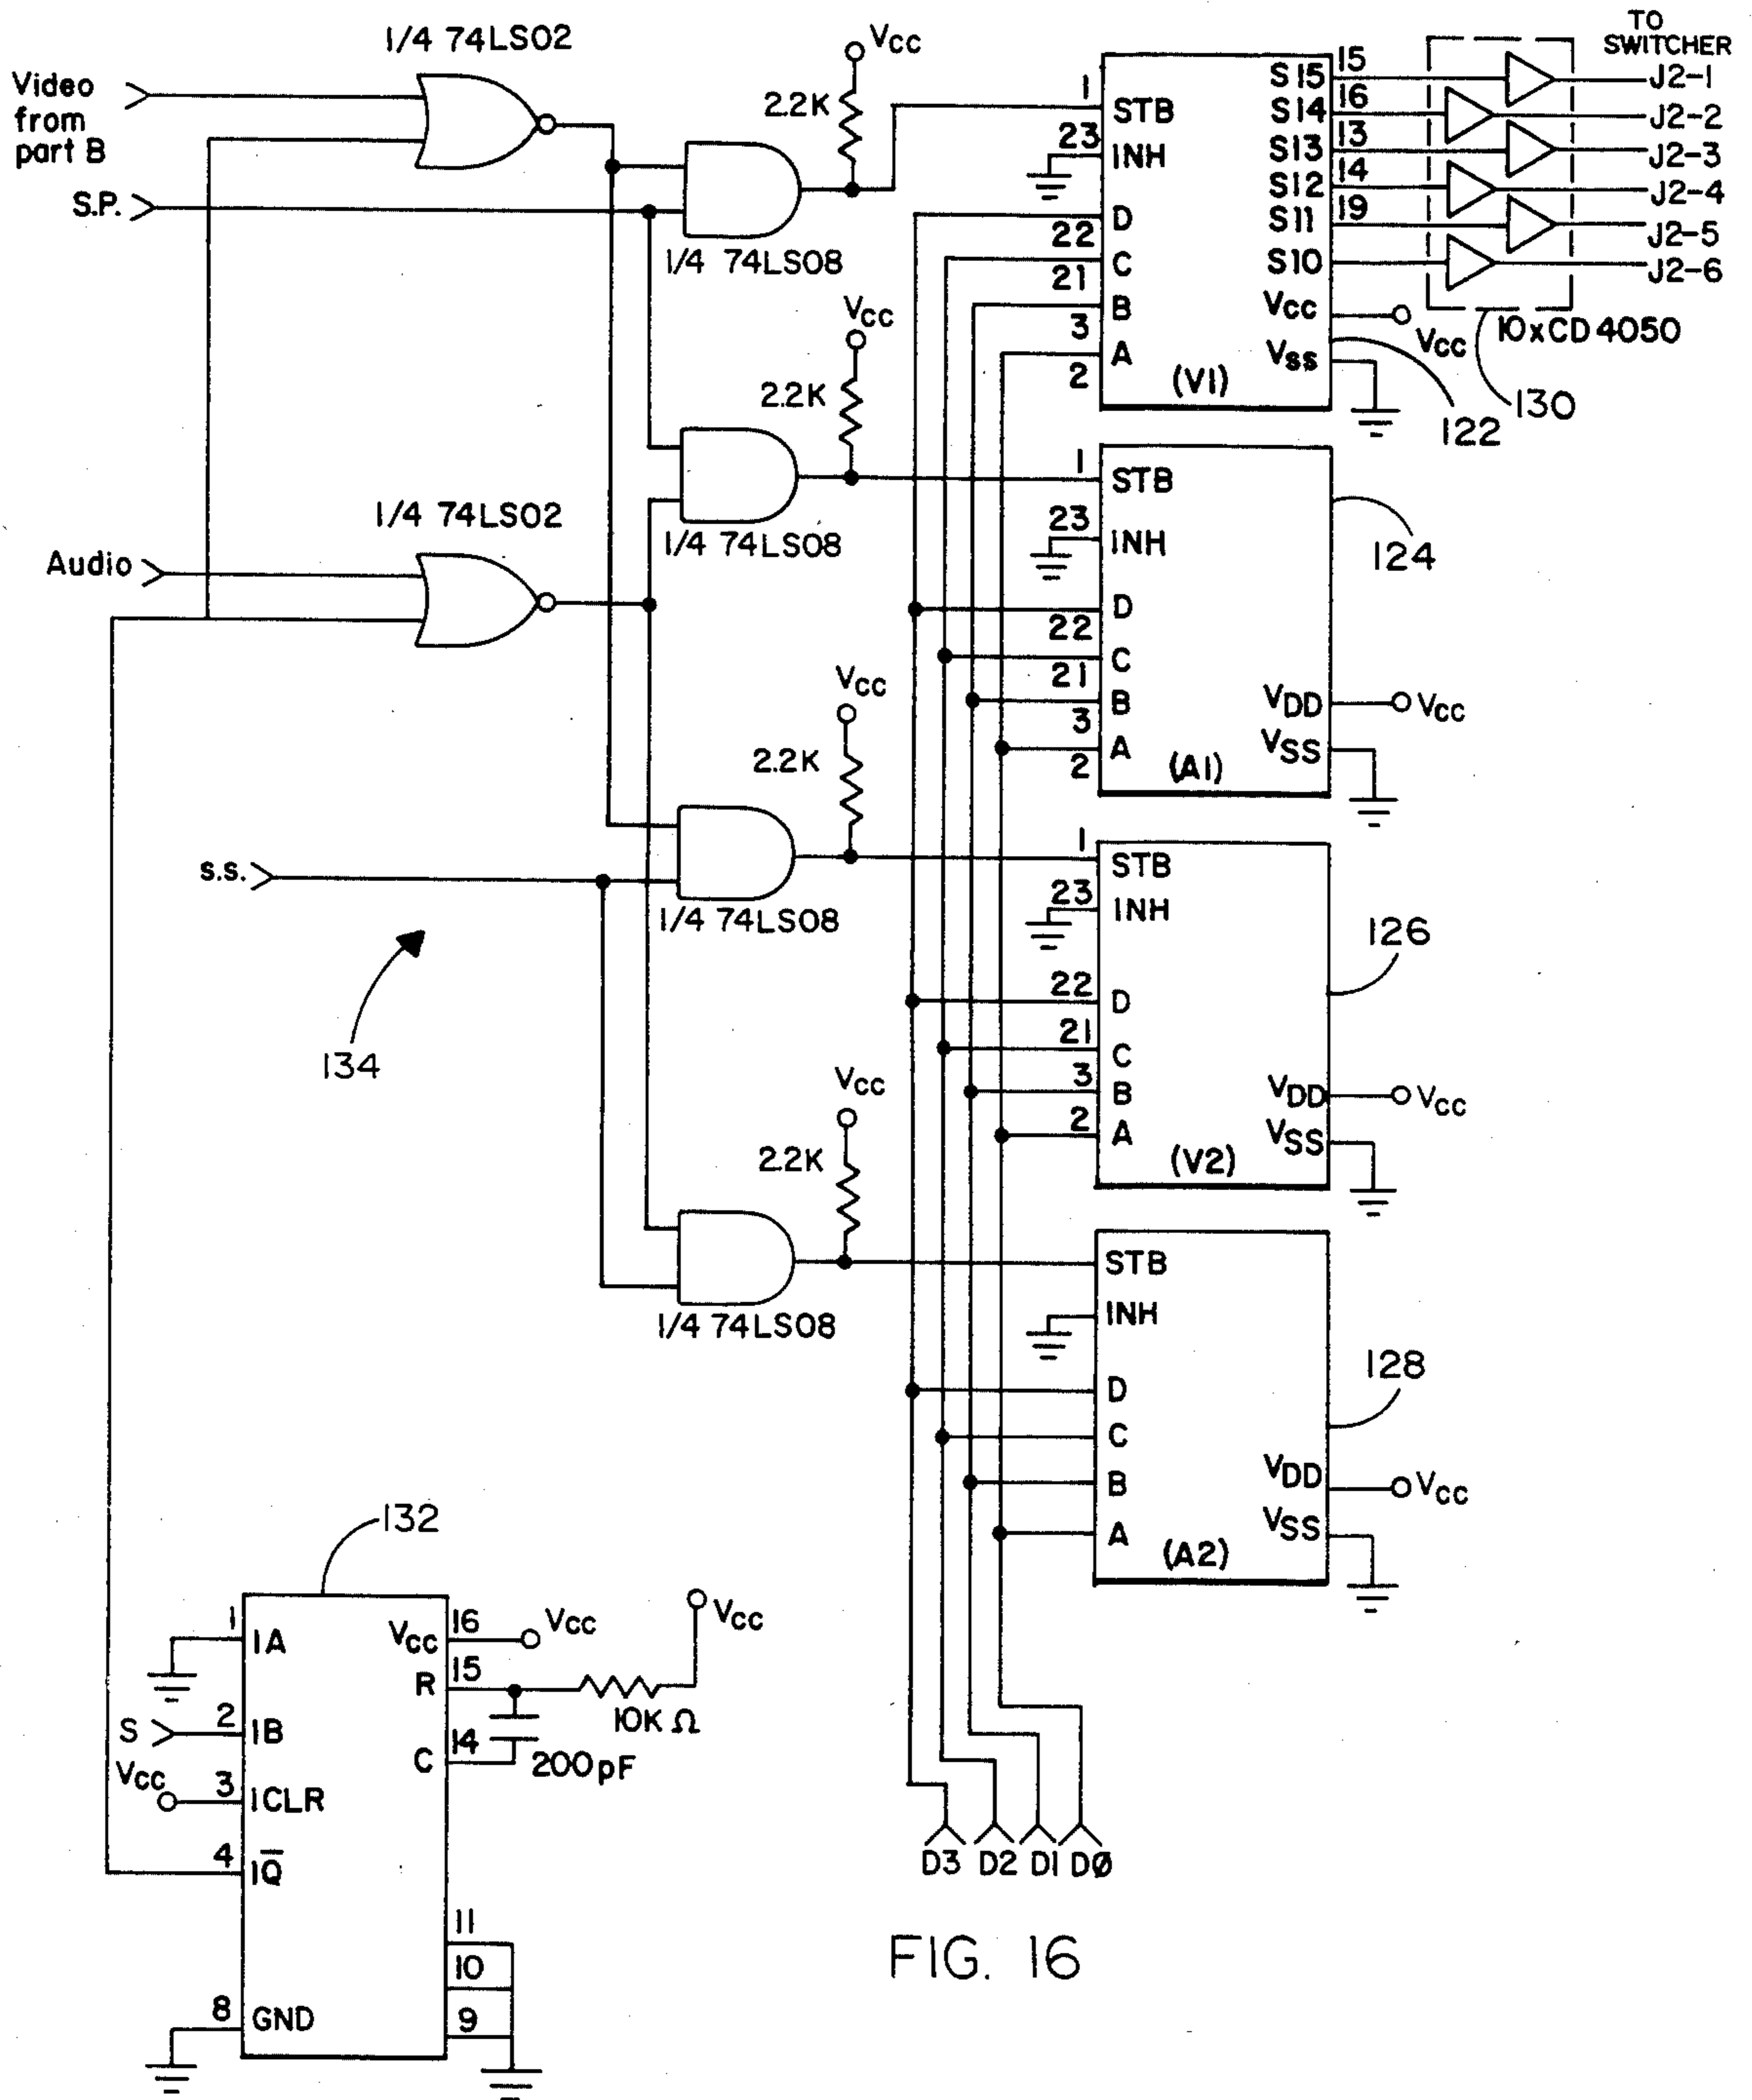 1/4 74LS02
Video
from
part B
S.P.
VCC
2.2K
1/4 74LS08
1
STB
23
INH
D
22
C
21
B
3
A
2
(V1)
S15
15
S14
16
S13
13
S12
14
S11
19
S10
VCC
VCC
VSS
TO
SWITCHER
J2-1
J2-2
J2-3
J2-4
J2-5
J2-6
10xCD4050
130
122
VCC
2.2K
1/4 74LS08
1/4 74LS02
Audio
1
STB
23
INH
D
22
C
21
B
3
A
2
(A1)
VDD
VCC
VSS
124
VCC
2.2K
s.s.
1/4 74LS08
134
1
STB
23
INH
22
D
21
C
3
B
2
A
(V2)
VDD
VCC
VSS
126
VCC
2.2K
1/4 74LS08
STB
INH
D
C
B
A
(A2)
VDD
VCC
VSS
128
132
1
1A
S
2
1B
VCC
3
1CLR
4
1Q̅
8
GND
VCC
16
VCC
R
15
C
14
VCC
10K Ω
200pF
11
10
9
D3 D2 D1 DØ
FIG. 16